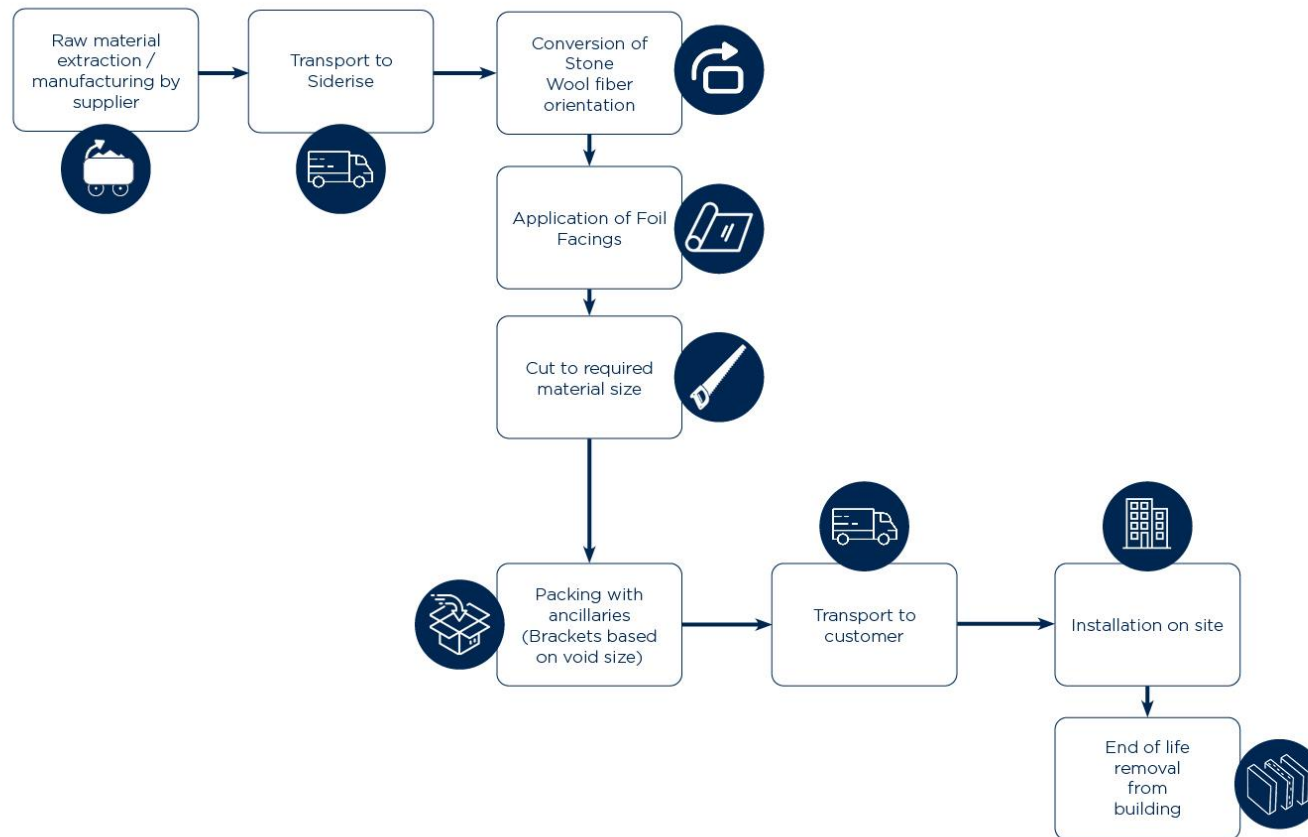 Raw material
extraction /
manufacturing by
supplier
Transport to
Siderise
Conversion of
Stone
Wool fiber
orientation
Application of Foil
Facings
Cut to required
material size
Packing with
ancillaries
(Brackets based
on void size)
Transport to
customer
Installation on site
End of life
removal
from
building